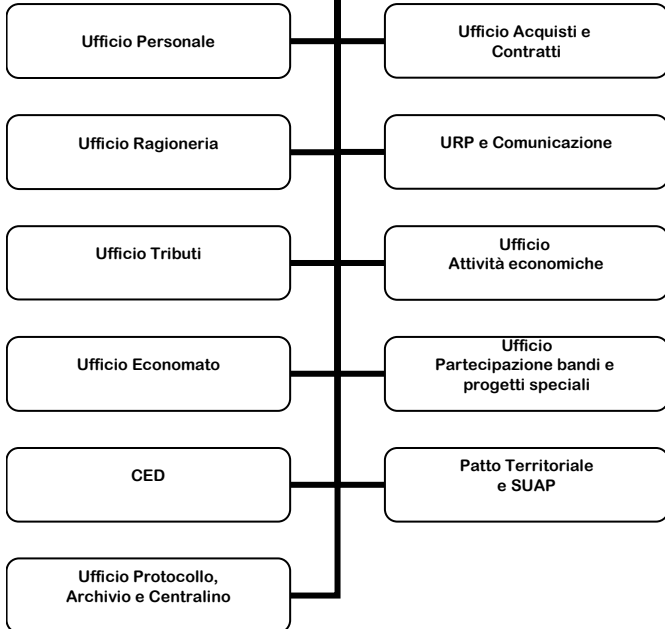 Ufficio Personale
Ufficio Acquisti e
Contratti
Ufficio Ragioneria
URP e Comunicazione
Ufficio Tributi
Ufficio
Attività economiche
Ufficio Economato
Ufficio
Partecipazione bandi e
progetti speciali
CED
Patto Territoriale
e SUAP
Ufficio Protocollo,
Archivio e Centralino